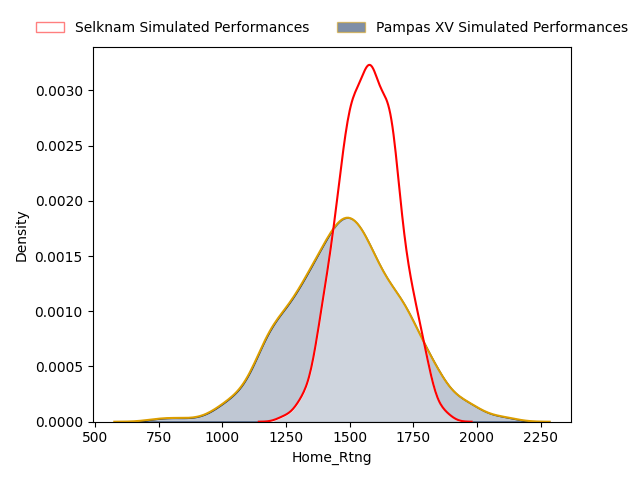 Selknam Simulated Performances Pampas XV Simulated Performances
0.0030
0.0025
0.0020
0.0015
0.0010
0.0005
0.0000
Density
500 750 1000 1250 1500 1750 2000 2250
Home_Rtng